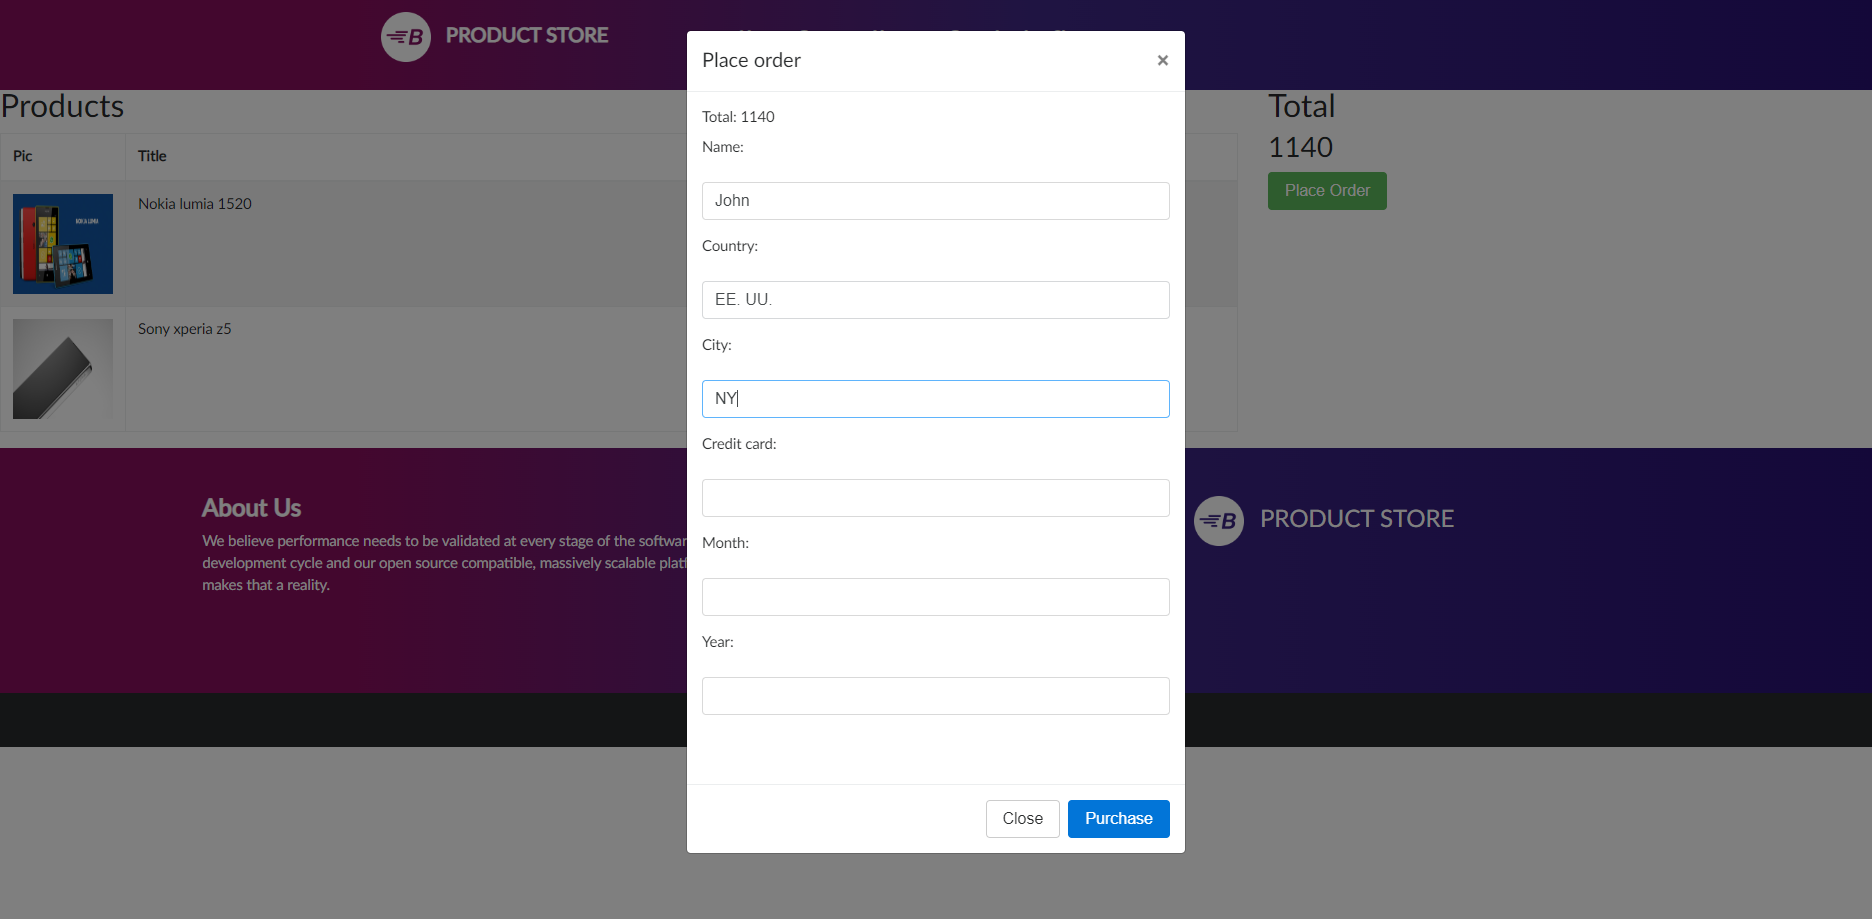 B PRODUCT STORE
Place order ×
Total: 1140
Name:
John
Country:
EE. UU.
City:
NY
Credit card:
Month:
Year:
Close Purchase
Products
Pic Title
NOKIA LUMIA
Nokia lumia 1520
Sony xperia z5
Total
1140
Place Order
About Us
We believe performance needs to be validated at every stage of the softwar
development cycle and our open source compatible, massively scalable platf
makes that a reality.
B PRODUCT STORE